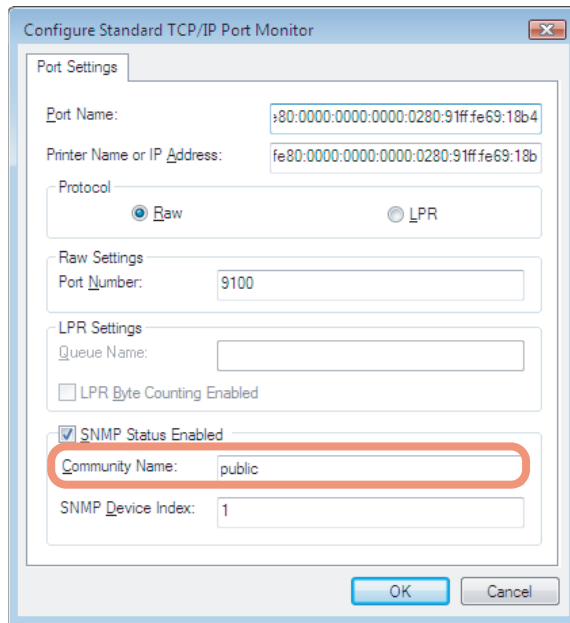 Configure Standard TCP/IP Port Monitor
Port Settings
Port Name: :80:0000:0000:0000:0280:91ff:fe69:18b4
Printer Name or IP Address: fe80:0000:0000:0000:0280:91ff:fe69:18b
Protocol
Raw LPR
Raw Settings
Port Number: 9100
LPR Settings
Queue Name:
LPR Byte Counting Enabled
SNMP Status Enabled
Community Name: public
SNMP Device Index: 1
OK Cancel